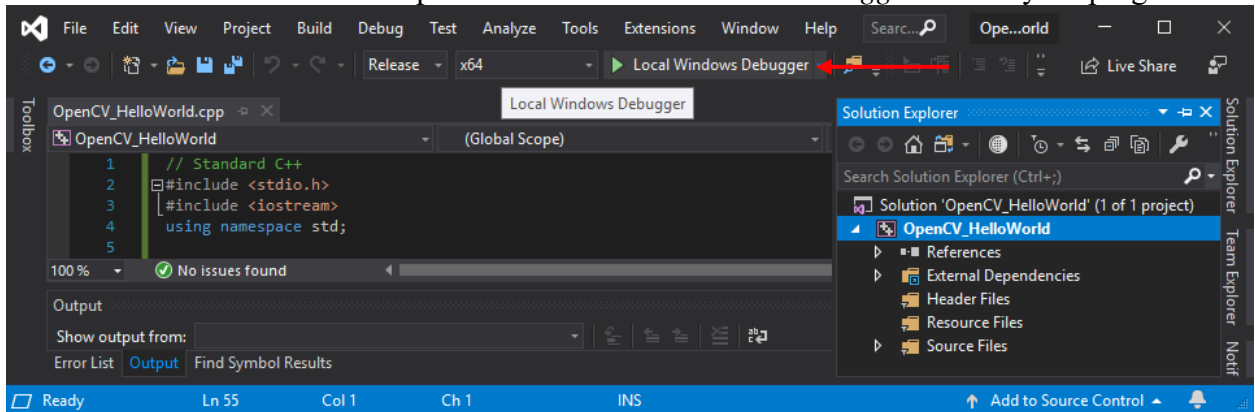 File Edit View Project Build Debug Test Analyze Tools Extensions Window Help Searc... Ope...orld
Release x64 Local Windows Debugger Live Share
Local Windows Debugger
Toolbox
OpenCV_HelloWorld.cpp
OpenCV_HelloWorld (Global Scope)
1 // Standard C++
2 #include <stdio.h>
3 #include <iostream>
4 using namespace std;
5
100 % No issues found
Output
Show output from:
Error List Output Find Symbol Results
Solution Explorer
Search Solution Explorer (Ctrl+;)
Solution 'OpenCV_HelloWorld' (1 of 1 project)
OpenCV_HelloWorld
References
External Dependencies
Header Files
Resource Files
Source Files
Solution Explorer
Team Explorer
Notif
Ready Ln 55 Col 1 Ch 1 INS Add to Source Control